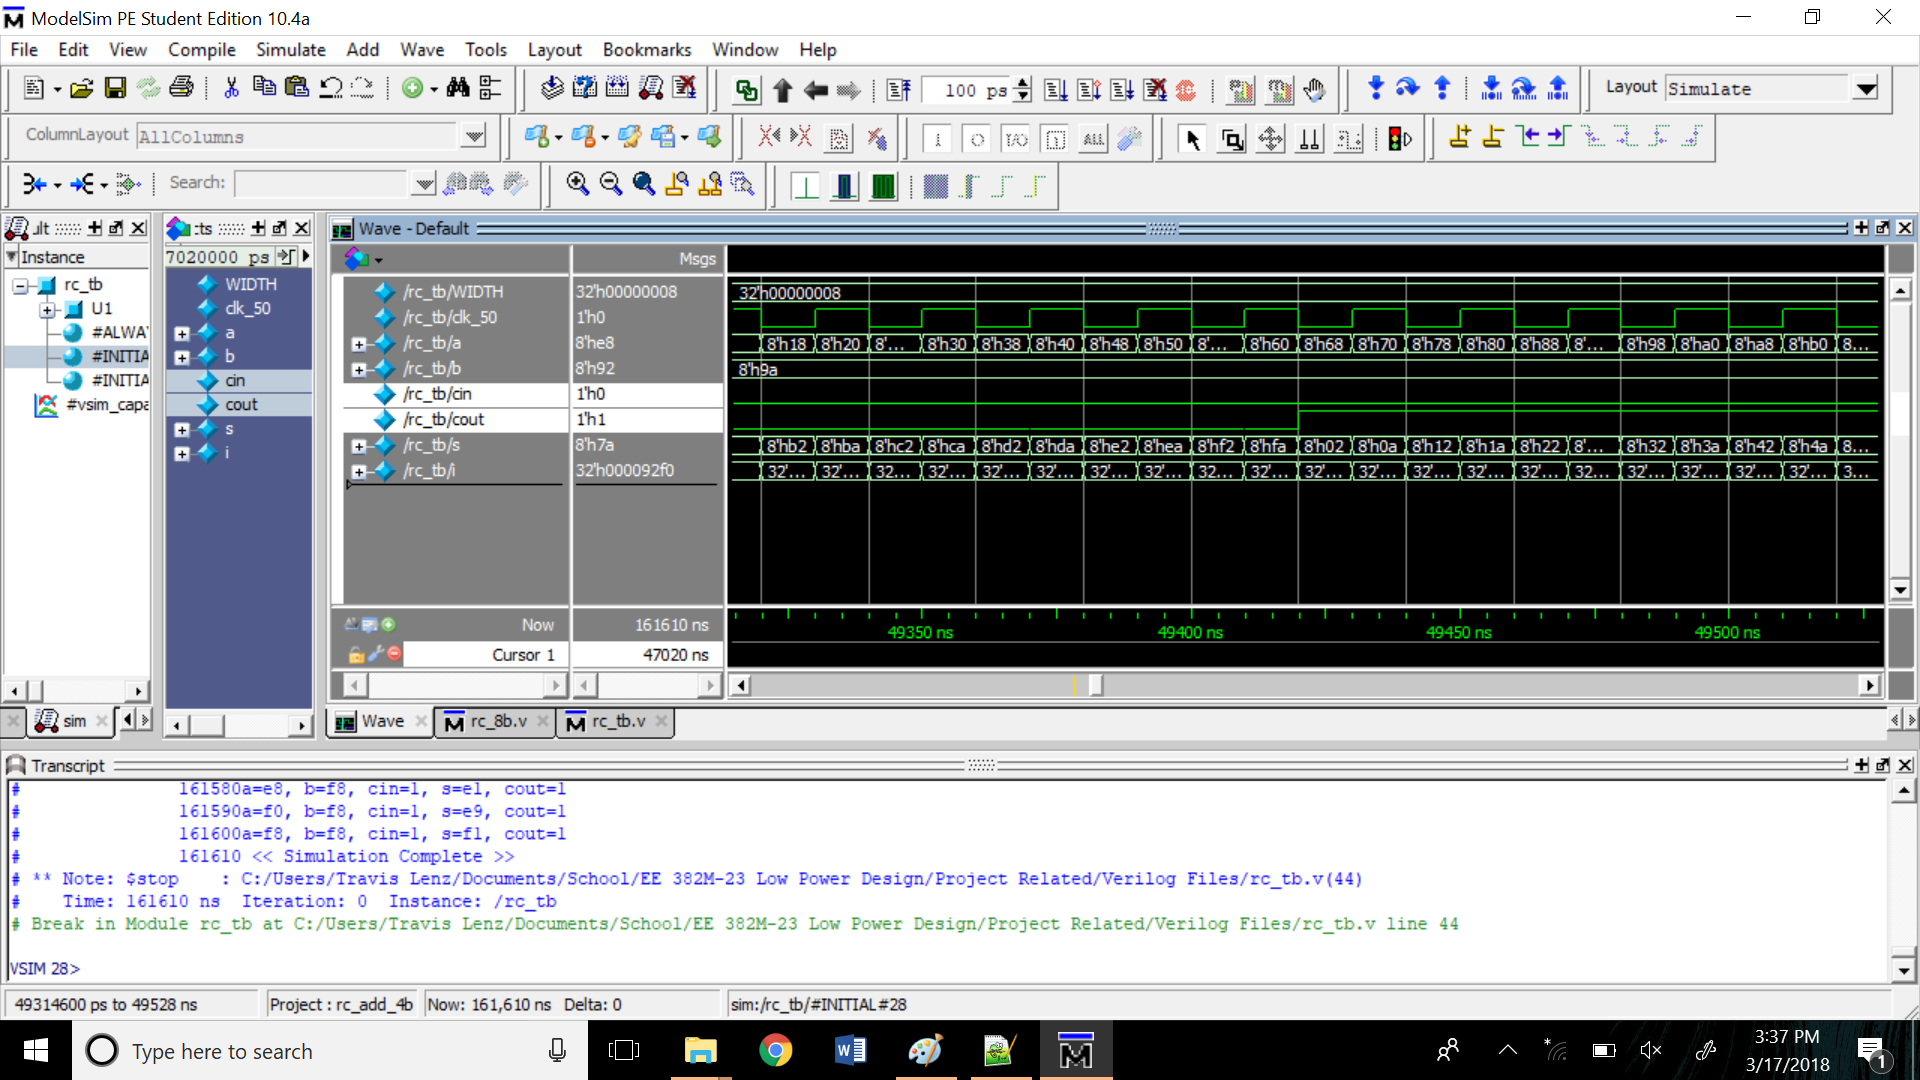 ModelSim PE Student Edition 10.4a
File Edit View Compile Simulate Add Wave Tools Layout Bookmarks Window Help
100 ps
Layout Simulate
ColumnLayout AllColumns
Search:
ult
Instance
rc_tb
U1
#ALWA
#INITIA
#INITIA
#vsim_capa
cts
7020000 ps
WIDTH
clk_50
a
b
cin
cout
s
i
Wave - Default
Msgs
/rc_tb/WIDTH 32'h00000008 32'h00000008
/rc_tb/clk_50 1'h0
/rc_tb/a 8'he8 8'h18 8'h20 8'... 8'h30 8'h38 8'h40 8'h48 8'h50 8'... 8'h60 8'h68 8'h70 8'h78 8'h80 8'h88 8'... 8'h98 8'ha0 8'ha8 8'hb0 8...
/rc_tb/b 8'h92 8'h9a
/rc_tb/cin 1'h0
/rc_tb/cout 1'h1
/rc_tb/s 8'h7a 8'hb2 8'hba 8'hc2 8'hca 8'hd2 8'hda 8'he2 8'hea 8'hf2 8'hfa 8'h02 8'h0a 8'h12 8'h1a 8'h22 8'... 8'h32 8'h3a 8'h42 8'h4a 8...
/rc_tb/i 32'h000092f0 32'... 32'... 32... 32'... 32'... 32'... 32'... 32'... 32... 32'... 32'... 32'... 32'... 32'... 32'... 32... 32'... 32'... 32'... 32'... 3...
Now 161610 ns 49350 ns 49400 ns 49450 ns 49500 ns
Cursor 1 47020 ns
sim
Wave rc_8b.v rc_tb.v
Transcript
# 161580a=e8, b=f8, cin=1, s=e1, cout=1
# 161590a=f0, b=f8, cin=1, s=e9, cout=1
# 161600a=f8, b=f8, cin=1, s=f1, cout=1
# 161610 << Simulation Complete >>
# ** Note: $stop : C:/Users/Travis Lenz/Documents/School/EE 382M-23 Low Power Design/Project Related/Verilog Files/rc_tb.v(44)
# Time: 161610 ns Iteration: 0 Instance: /rc_tb
# Break in Module rc_tb at C:/Users/Travis Lenz/Documents/School/EE 382M-23 Low Power Design/Project Related/Verilog Files/rc_tb.v line 44
VSIM 28>
49314600 ps to 49528 ns Project : rc_add_4b Now: 161,610 ns Delta: 0 sim:/rc_tb/#INITIAL#28
Type here to search
3:37 PM
3/17/2018
1